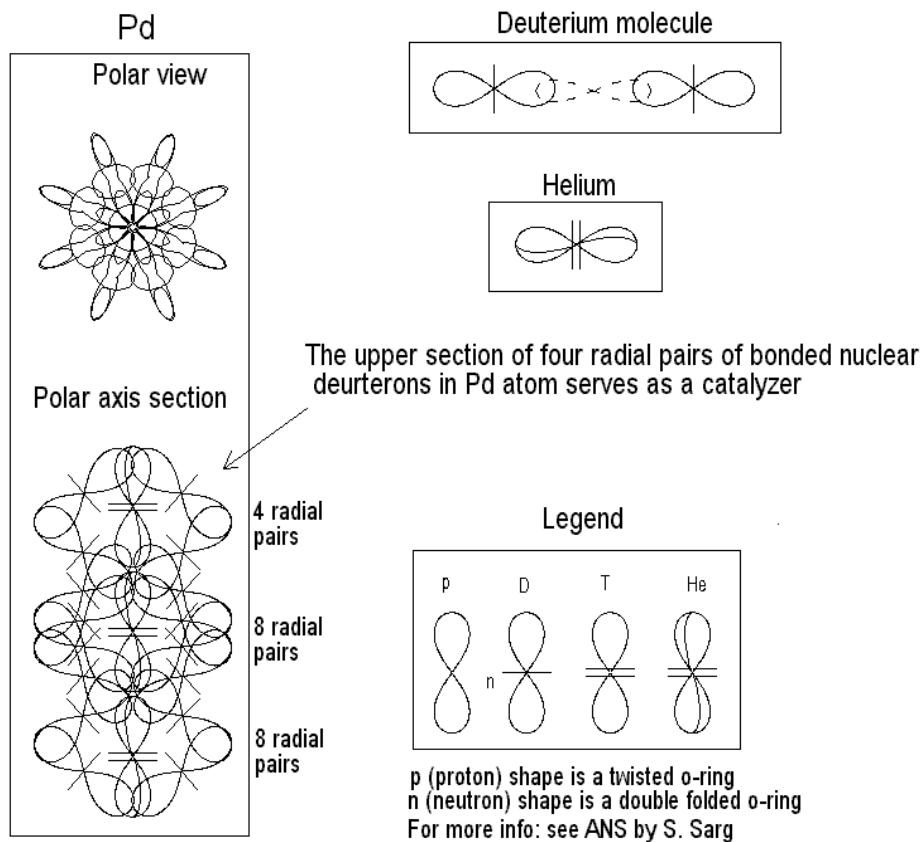 Pd
Polar view
Deuterium molecule
Helium
The upper section of four radial pairs of bonded nuclear
deurterons in Pd atom serves as a catalyzer
Polar axis section
4 radial
pairs
8 radial
pairs
8 radial
pairs
Legend
p
D
T
He
n
p (proton) shape is a twisted o-ring
n (neutron) shape is a double folded o-ring
For more info: see ANS by S. Sarg